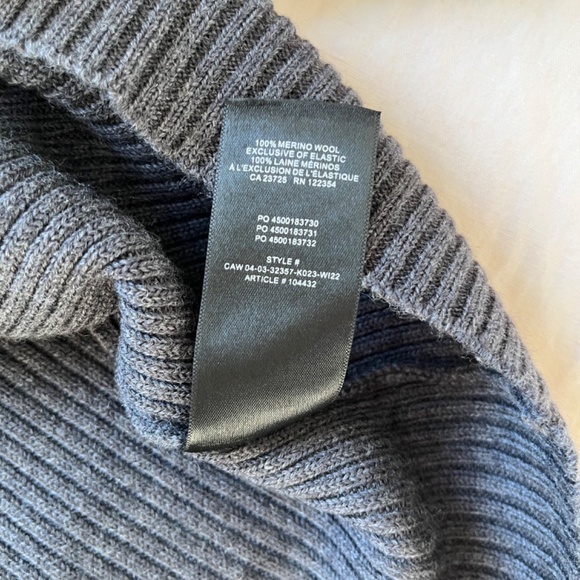 100% MERINO WOOL
EXCLUSIVE OF ELASTIC
100% LAINE MÉRINOS
À L'EXCLUSION DE L'ÉLASTIQUE
CA 23725 RN 122354
PO 4500183730
PO 4500183731
PO 4500183732
STYLE #
CAW 04-03-32357-K023-WI22
ARTICLE # 104432